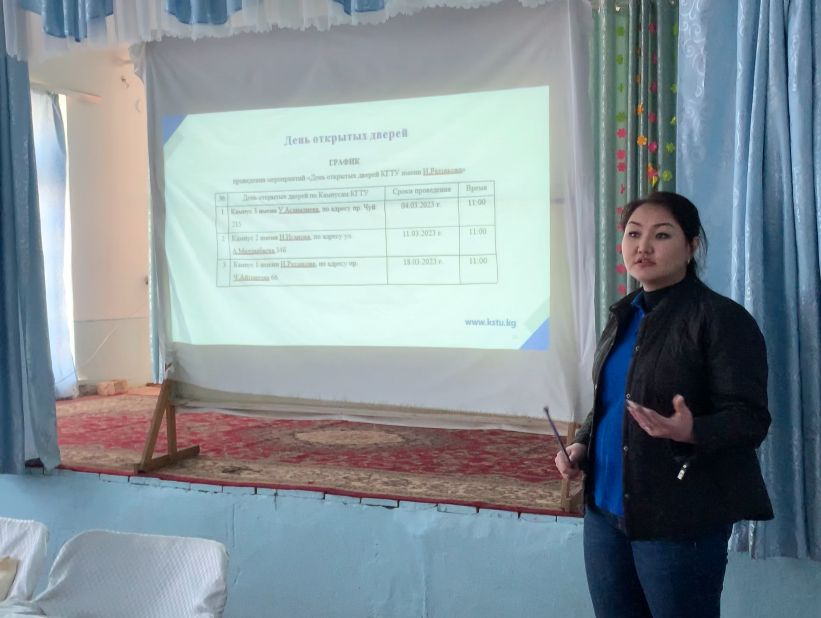 День открытых дверей
ГРАФИК
проведения мероприятий «День открытых дверей КГТУ имени И.Раззакова»
№ День открытых дверей по Кампусам КГТУ Сроки проведения Время
1 Кампус 3 имени У.Асаналиева, по адресу пр. Чуй 04.03.2023 г. 11:00
215
2 Кампус 2 имени по адресу ул. 11.03.2023 г. 11:00
3 Кампус 1 имени И.Раззакова, по адресу пр. 18.03.2023 г. 11:00
Ч.Айтматова 66
www.kstu.kg